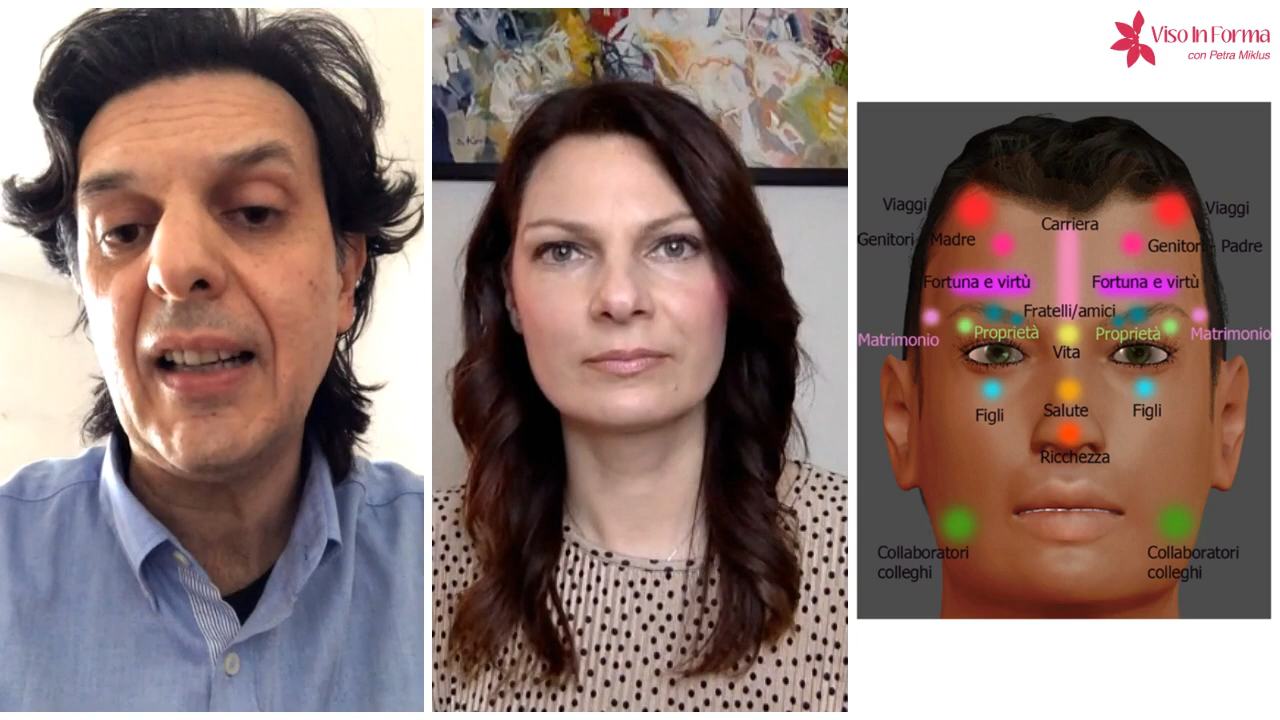 Viso In Forma
con Petra Miklus
Viaggi
Viaggi
Carriera
Genitori - Madre
Genitori - Padre
Fortuna e virtù
Fortuna e virtù
Fratelli/amici
Proprietà
Proprietà
Matrimonio
Matrimonio
Vita
Figli
Salute
Figli
Ricchezza
Collaboratori
colleghi
Collaboratori
colleghi